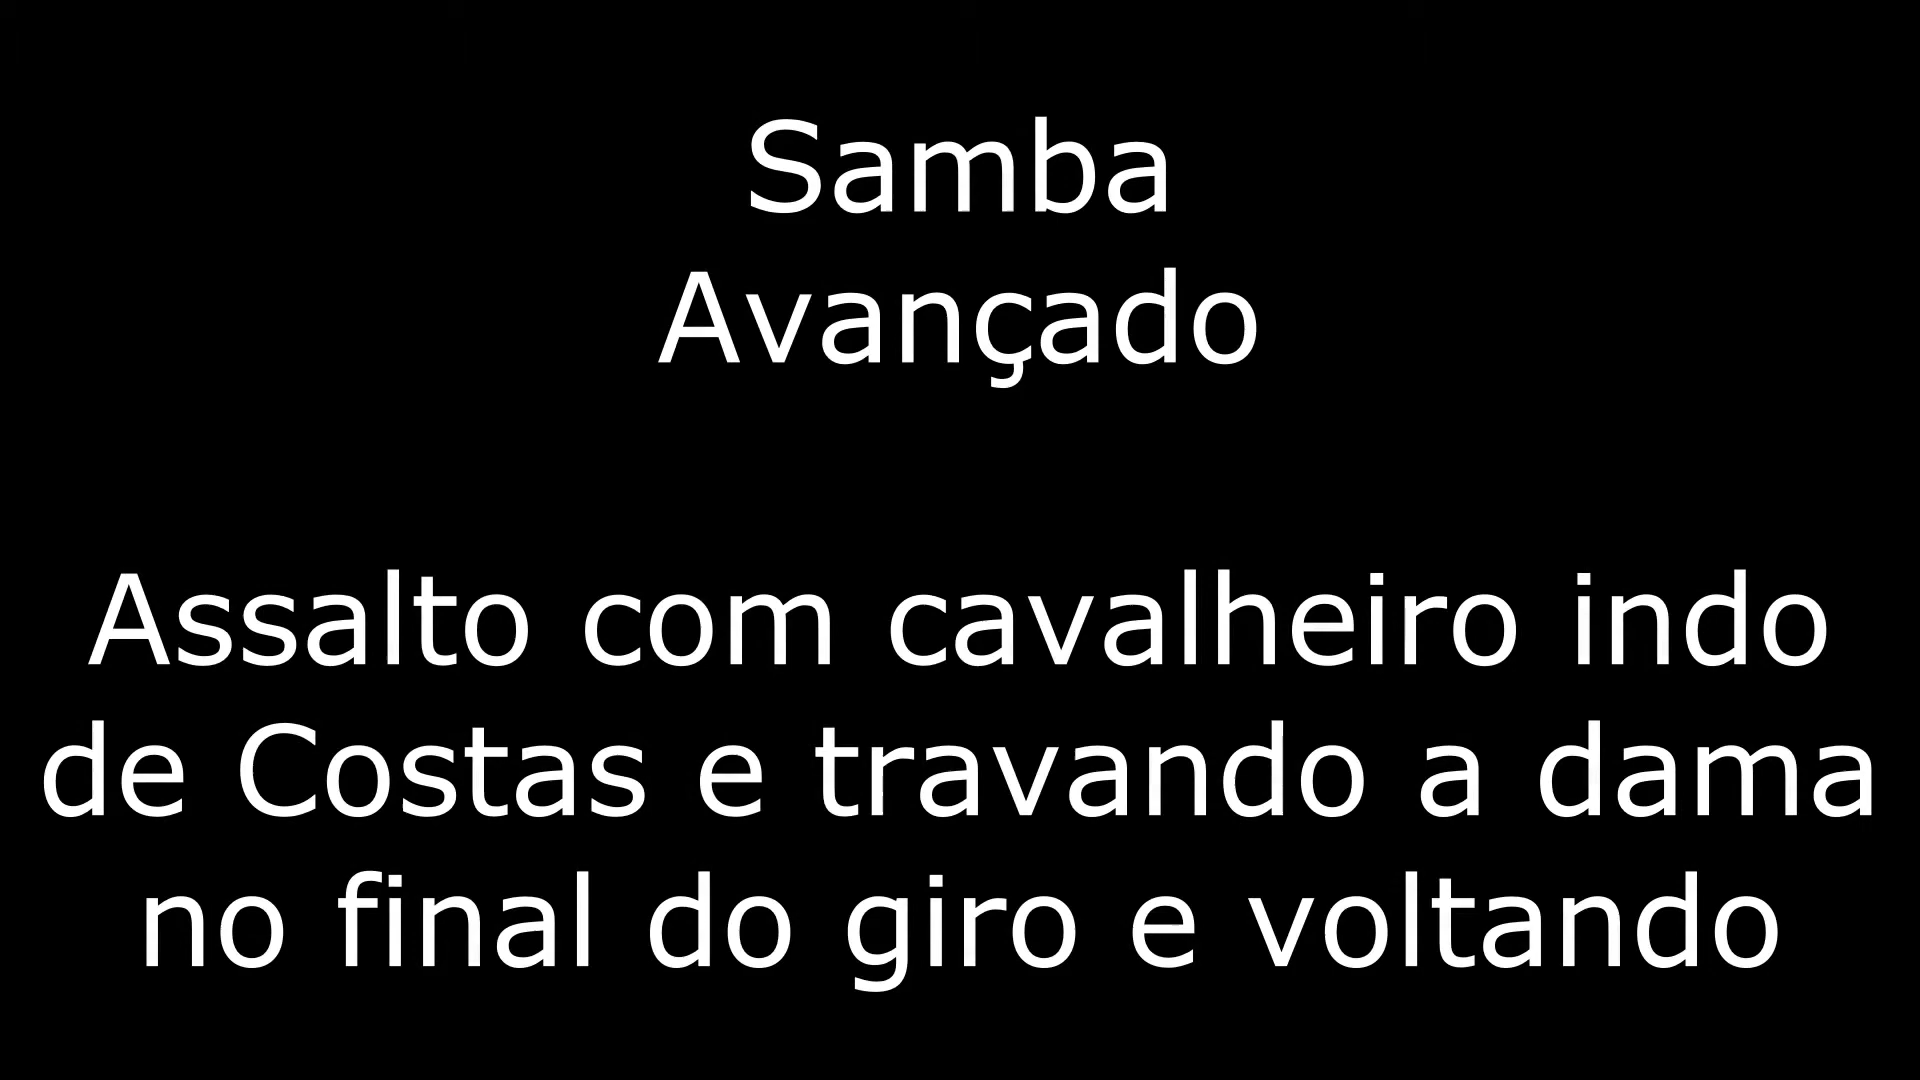 Samba
Avançado
Assalto com cavalheiro indo
de Costas e travando a dama
no final do giro e voltando